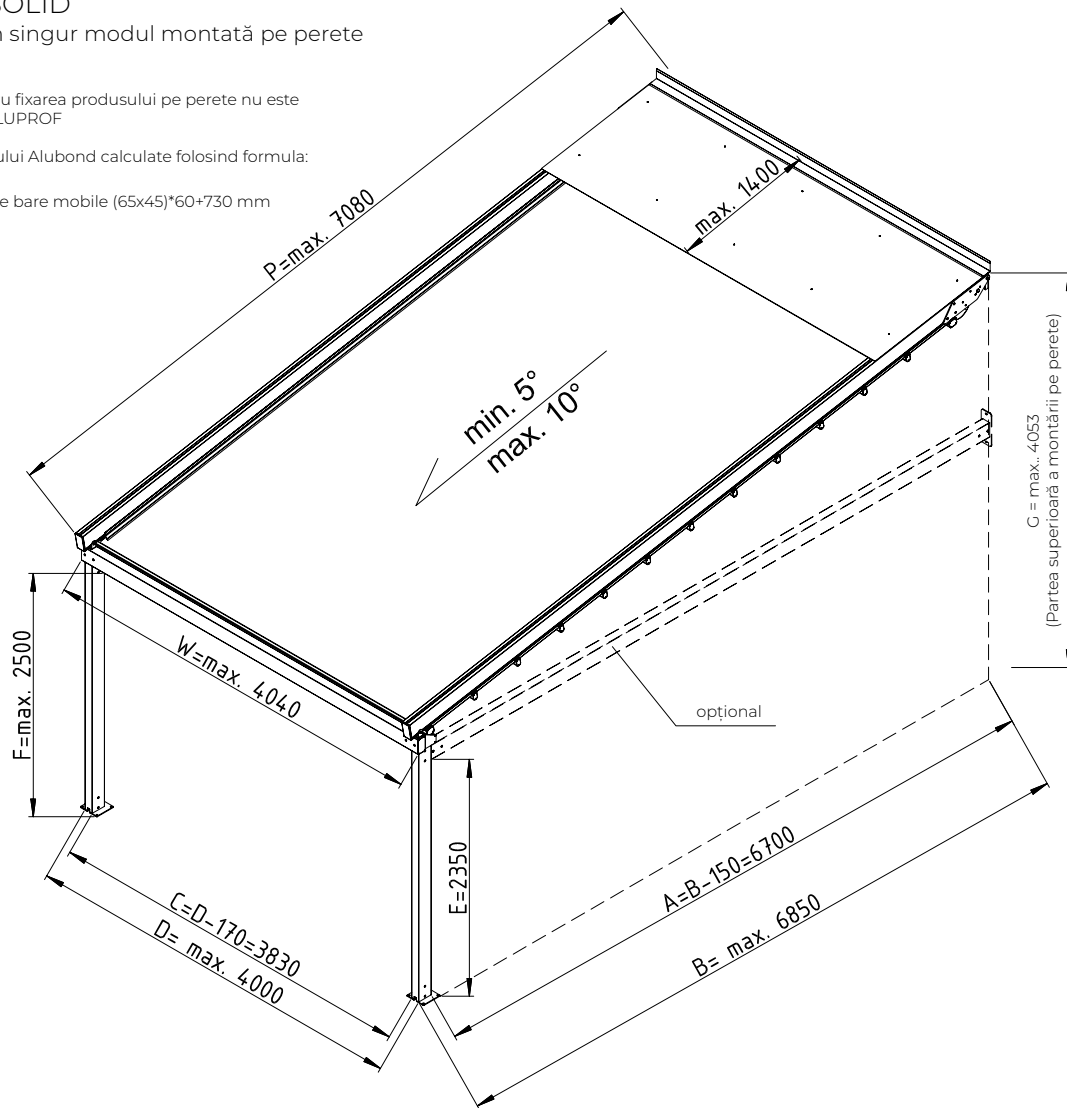 SOLID
singur modul montată pe perete
fixarea produsului pe perete nu este
LUPROF
Alubond calculate folosind formula:
bare mobile (65x45)*60+730 mm
P=max. 7080
max. 1400
min. 5°
max. 10°
G = max.. 4053
(Partea superioară a montării pe perete)
W=max. 4040
F=max. 2500
opțional
E=2350
A=B-150=6700
B= max. 6850
C=D-170=3830
D= max. 4000